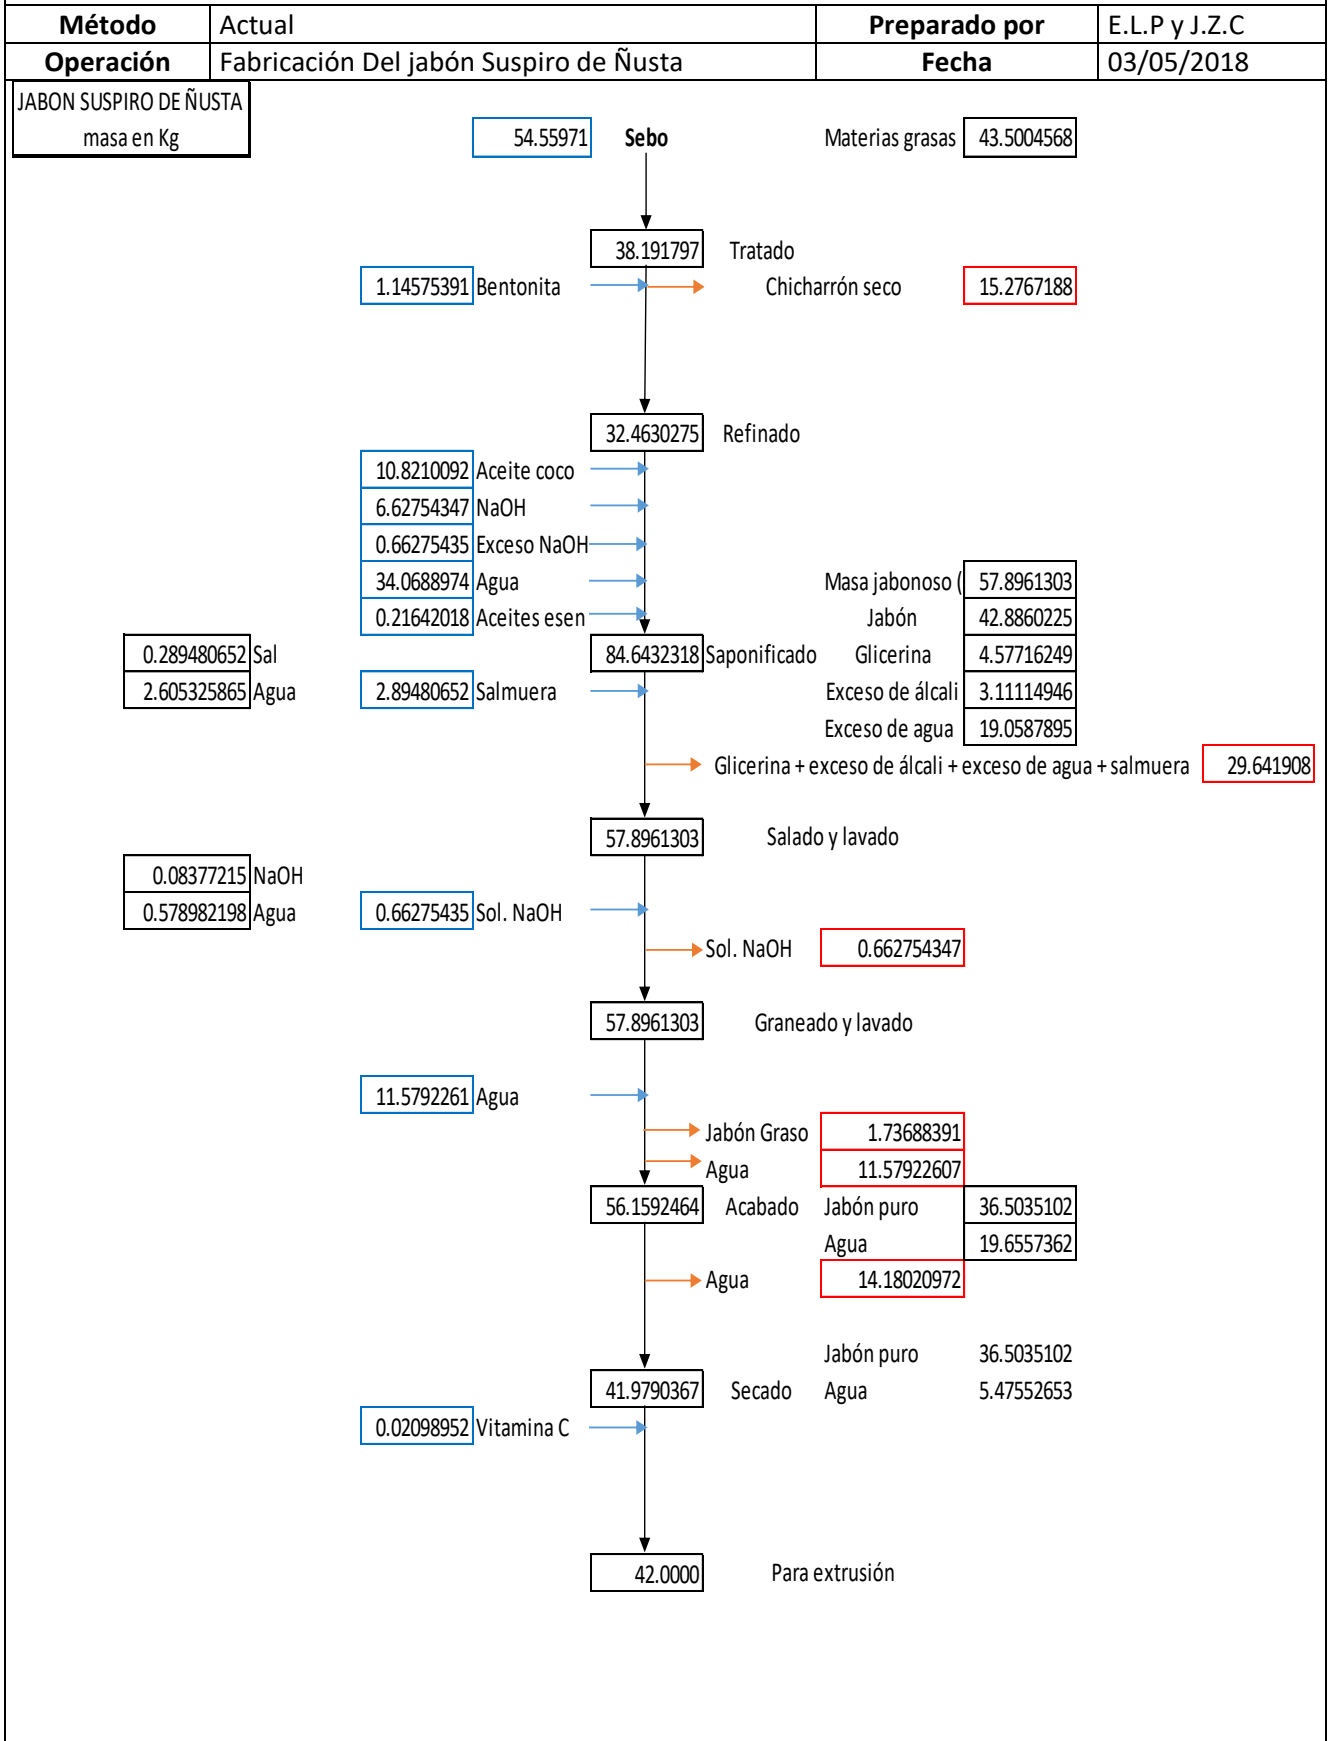 Método Actual Preparado por E.L.P y J.Z.C
Operación Fabricación Del jabón Suspiro de Ñusta Fecha 03/05/2018
JABON SUSPIRO DE ÑUSTA
masa en Kg
54.55971 Sebo Materias grasas 43.5004568
38.191797 Tratado
1.14575391 Bentonita Chicharrón seco 15.2767188
32.4630275 Refinado
10.8210092 Aceite coco
6.62754347 NaOH
0.66275435 Exceso NaOH
34.0688974 Agua Masa jabonoso ( 57.8961303
0.21642018 Aceites esen Jabón 42.8860225
0.289480652 Sal 84.6432318 Saponificado Glicerina 4.57716249
2.605325865 Agua 2.89480652 Salmuera Exceso de álcali 3.11114946
Exceso de agua 19.0587895
Glicerina + exceso de álcali + exceso de agua + salmuera 29.641908
57.8961303 Salado y lavado
0.08377215 NaOH
0.578982198 Agua 0.66275435 Sol. NaOH
Sol. NaOH 0.662754347
57.8961303 Graneado y lavado
11.5792261 Agua
Jabón Graso 1.73688391
Agua 11.57922607
56.1592464 Acabado Jabón puro 36.5035102
Agua 19.6557362
Agua 14.18020972
Jabón puro 36.5035102
41.9790367 Secado Agua 5.47552653
0.02098952 Vitamina C
42.0000 Para extrusión